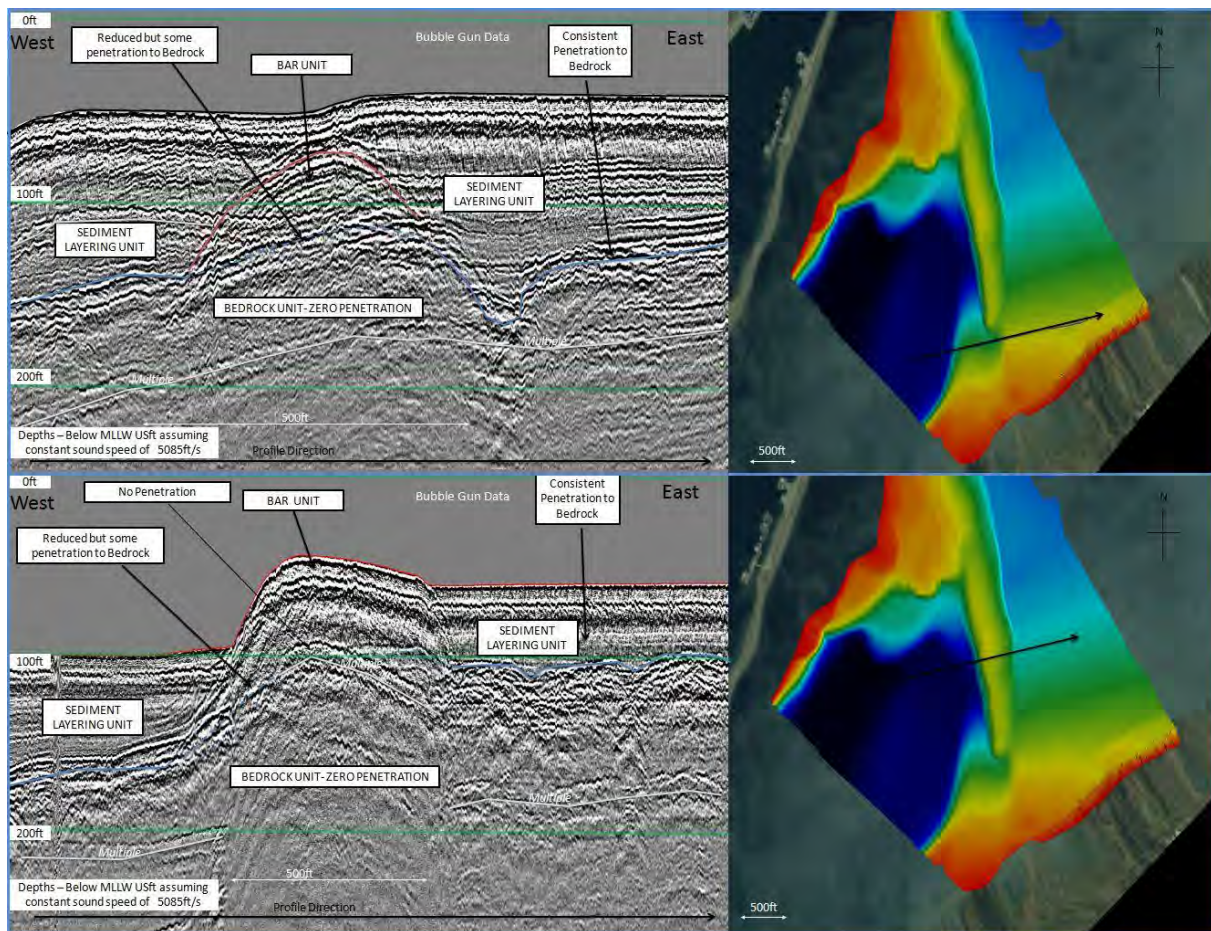 0ft
West
Reduced but some
penetration to Bedrock
BAR UNIT
Bubble Gun Data
Consistent
Penetration to
Bedrock
East
N
100ft
SEDIMENT
LAYERING UNIT
SEDIMENT
LAYERING UNIT
BEDROCK UNIT-ZERO PENETRATION
Multiple
Multiple
200ft
500ft
Depths – Below MLLW USft assuming
constant sound speed of 5085ft/s
Profile Direction
500ft
0ft
West
No Penetration
BAR UNIT
Bubble Gun Data
Consistent
Penetration to
Bedrock
East
Reduced but some
penetration to Bedrock
N
100ft
Multiple
SEDIMENT
LAYERING UNIT
SEDIMENT
LAYERING UNIT
BEDROCK UNIT-ZERO PENETRATION
Multiple
200ft
Multiple
500ft
Depths – Below MLLW USft assuming
constant sound speed of 5085ft/s
Profile Direction
500ft